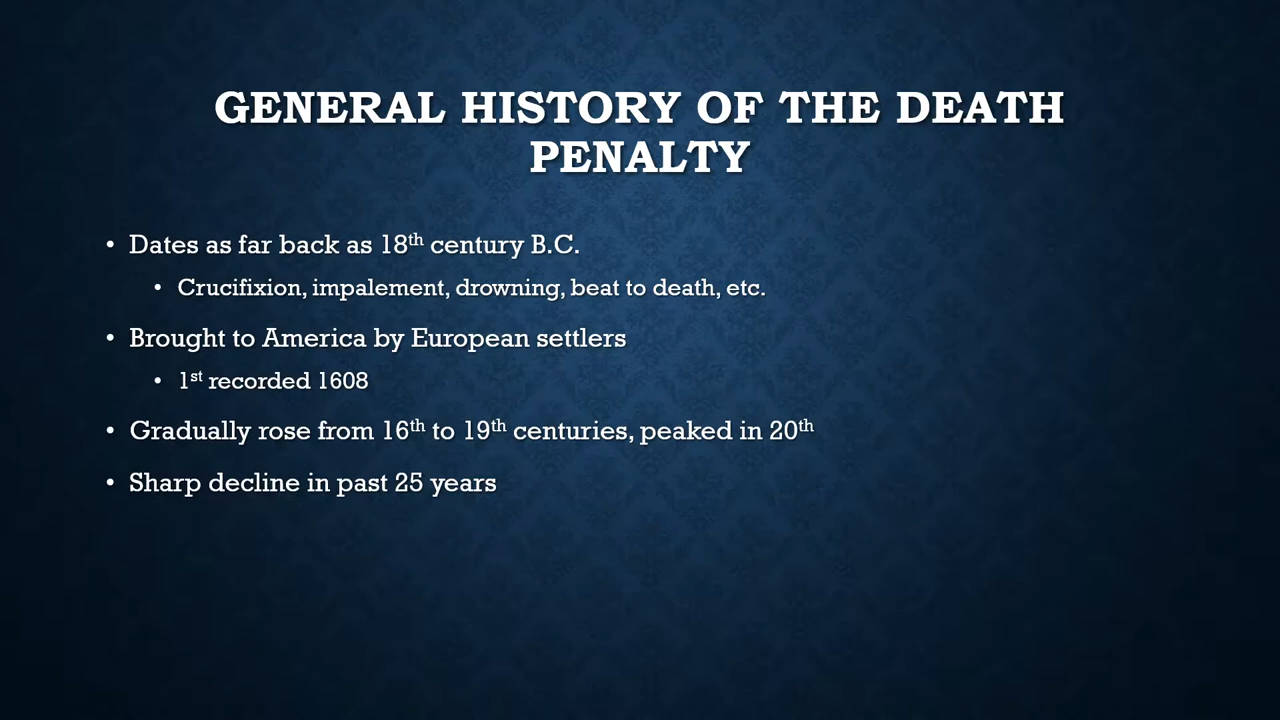 GENERAL HISTORY OF THE DEATH
PENALTY
• Dates as far back as 18th century B.C.
• Crucifixion, impalement, drowning, beat to death, etc.
• Brought to America by European settlers
• 1st recorded 1608
• Gradually rose from 16th to 19th centuries, peaked in 20th
• Sharp decline in past 25 years